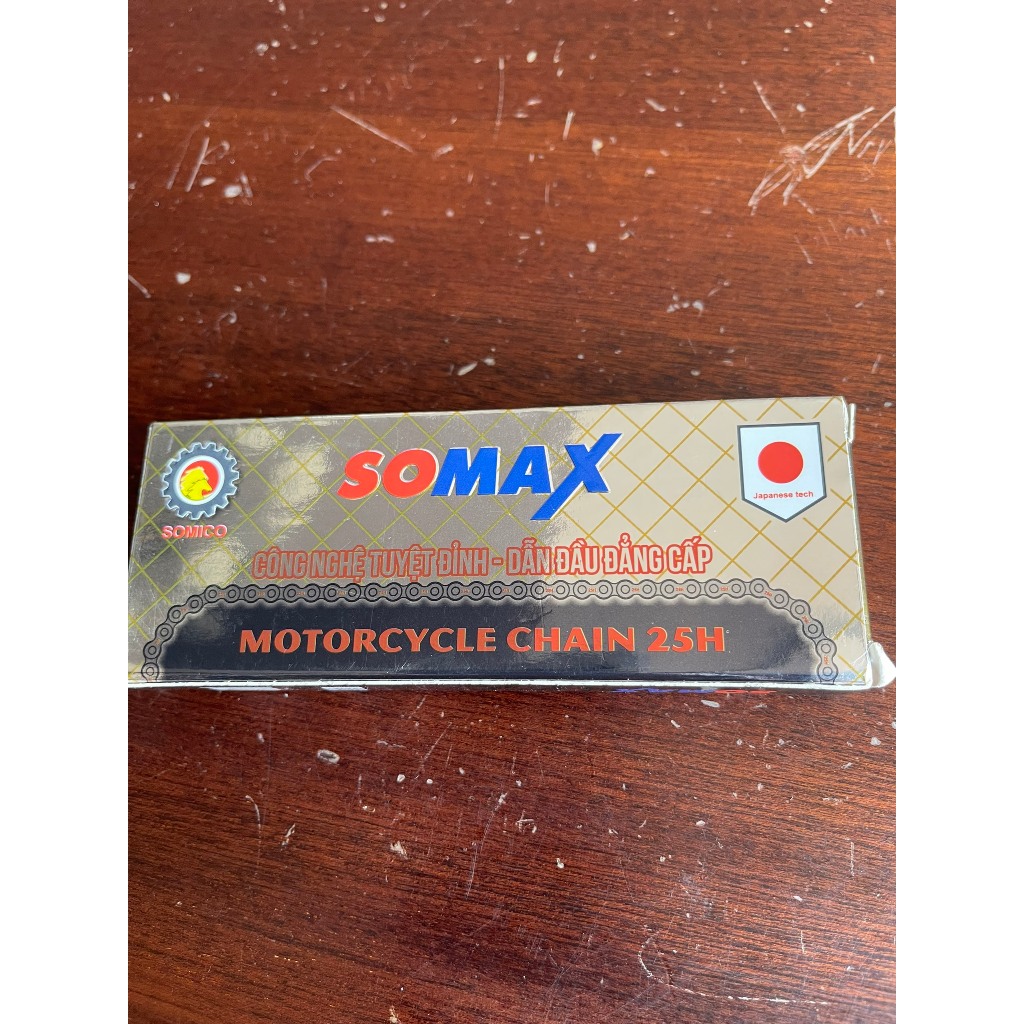 SOMAX
Japanese tech
SOMICO
CÔNG NGHỆ TUYỆT ĐỈNH - DẪN ĐẦU ĐẲNG CẤP
MOTORCYCLE CHAIN 25H